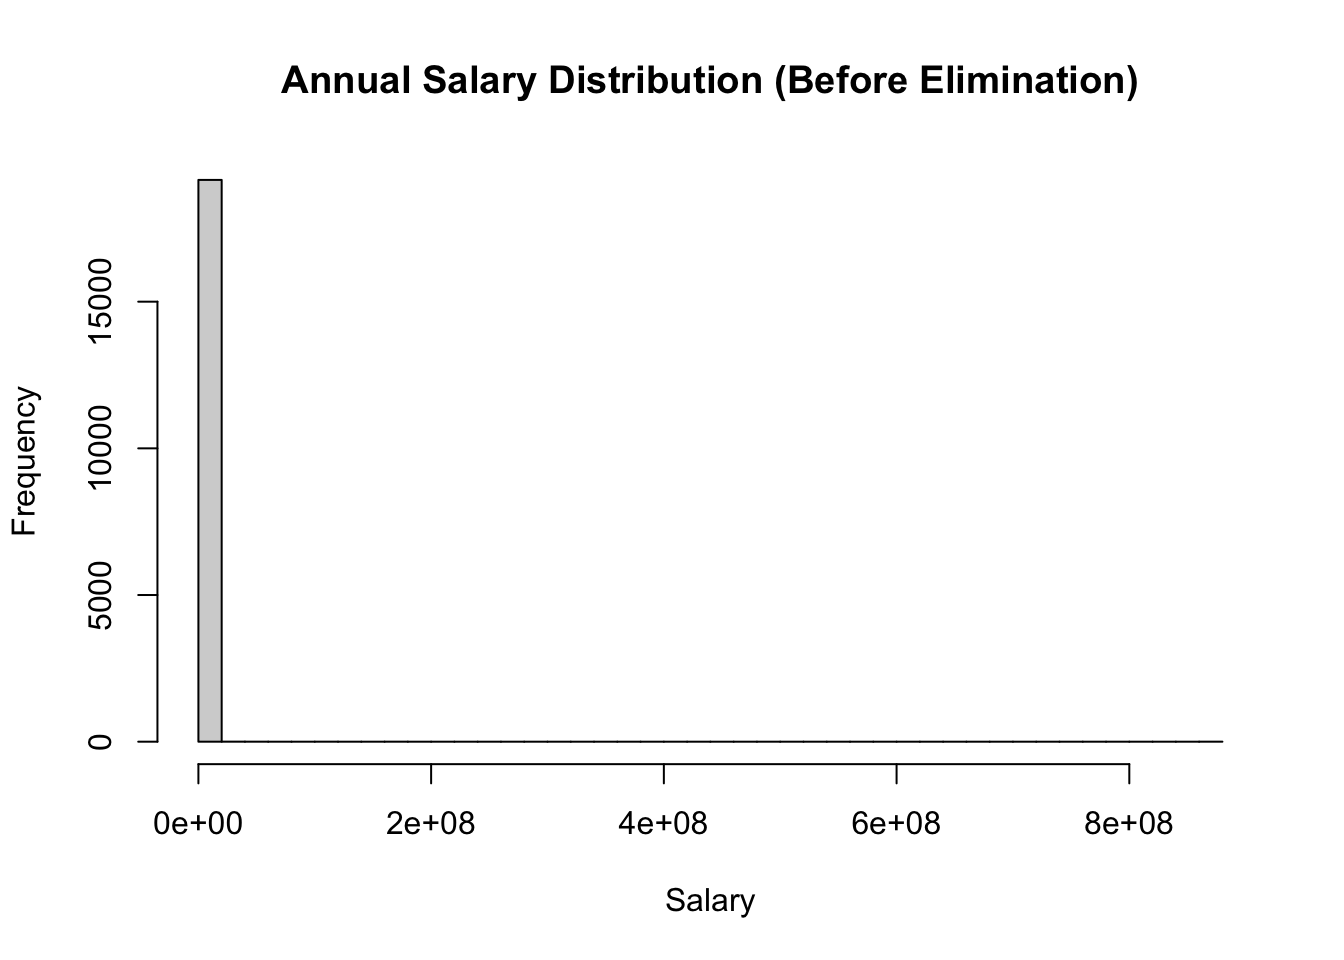 Annual Salary Distribution (Before Elimination)
Frequency
15000
10000
5000
0
0e+00 2e+08 4e+08 6e+08 8e+08
Salary